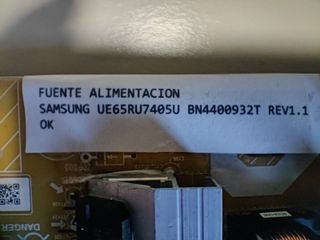 FUENTE ALIMENTACION
SAMSUNG UE65RU7405U BN4400932T REV1.1
OK